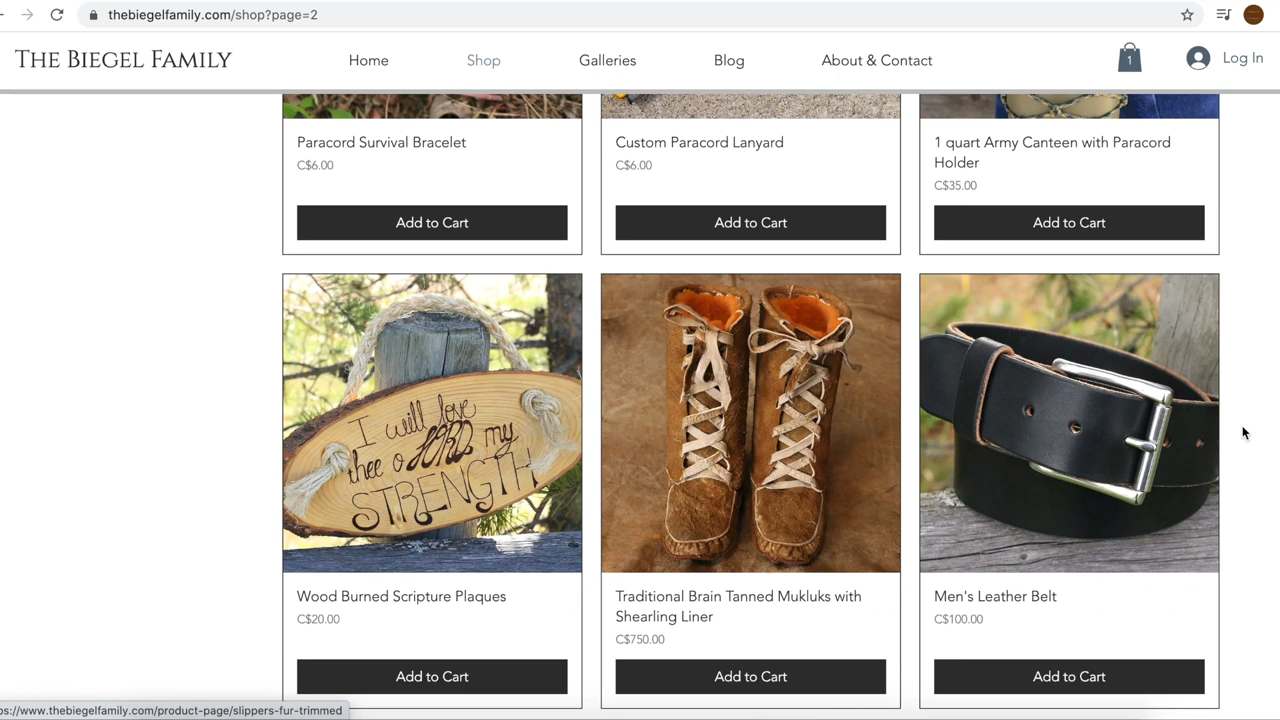 thebiegelfamily.com/shop?page=2
THE BIEGEL FAMILY
Home
Shop
Galleries
Blog
About & Contact
1
Log In
Paracord Survival Bracelet
C$6.00
Add to Cart
Custom Paracord Lanyard
C$6.00
Add to Cart
1 quart Army Canteen with Paracord
Holder
C$35.00
Add to Cart
I will love
thee o LORD my
STRENGTH
Wood Burned Scripture Plaques
C$20.00
Add to Cart
Traditional Brain Tanned Mukluks with
Shearling Liner
C$750.00
Add to Cart
Men's Leather Belt
C$100.00
Add to Cart
ps://www.thebiegelfamily.com/product-page/slippers-fur-trimmed